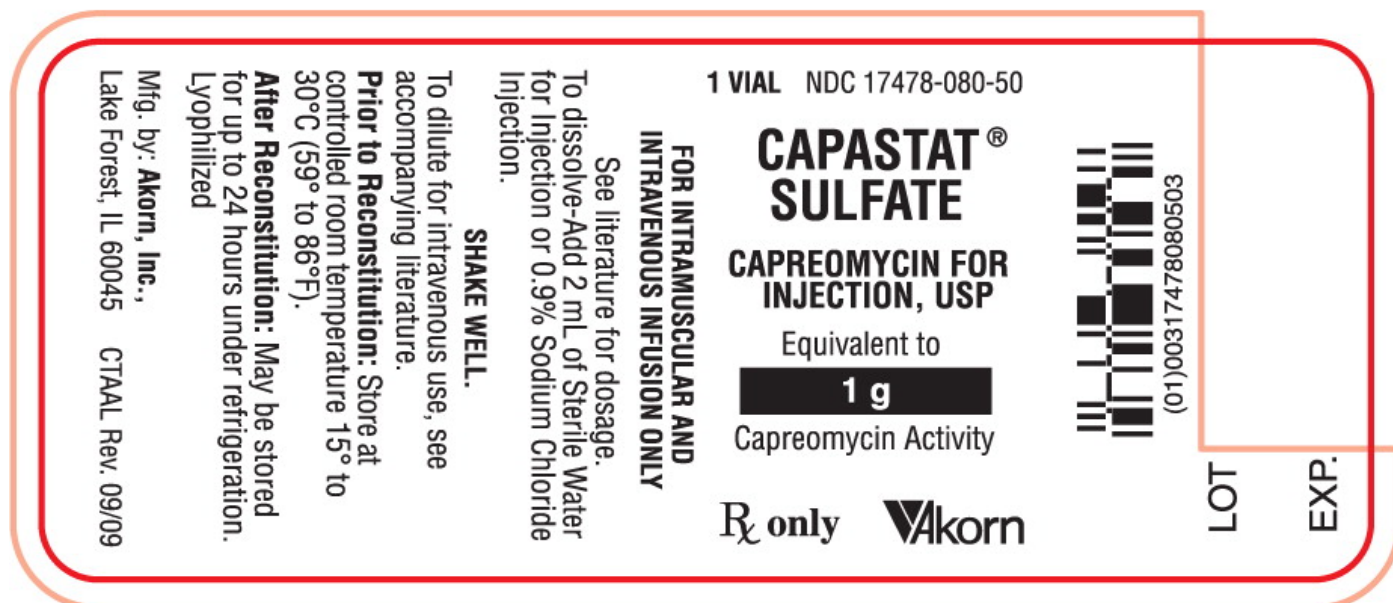 1 VIAL NDC 17478-080-50
CAPASTAT®
SULFATE
CAPREOMYCIN FOR
INJECTION, USP
Equivalent to
1 g
Capreomycin Activity
Rx only
Akorn
FOR INTRAMUSCULAR AND
INTRAVENOUS INFUSION ONLY
See literature for dosage.
To dissolve-Add 2 mL of Sterile Water
for Injection or 0.9% Sodium Chloride
Injection.
SHAKE WELL.
To dilute for intravenous use, see
accompanying literature.
Prior to Reconstitution: Store at
controlled room temperature 15° to
30°C (59° to 86°F).
After Reconstitution: May be stored
for up to 24 hours under refrigeration.
Lyophilized
Mfg. by: Akorn, Inc.,
Lake Forest, IL 60045 CTAAL Rev. 09/09
(01)00317478080503
LOT
EXP.